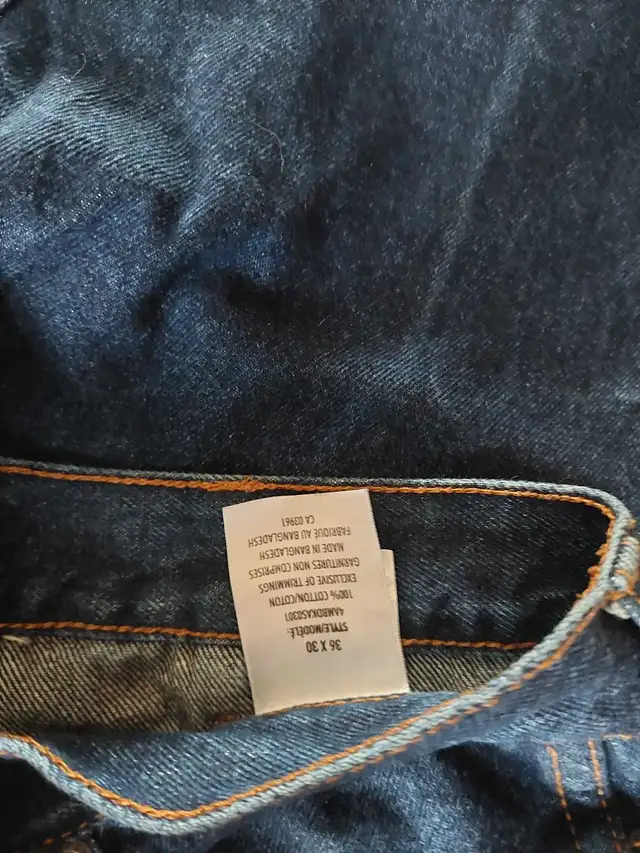 36 X 30
STYLE/MODÈLE:
4AMBDKAS0301
100% COTTON/COTON
EXCLUSIVE OF TRIMMINGS
GARNITURES NON COMPRISES
MADE IN BANGLADESH
FABRIQUÉ AU BANGLADESH
CA 03961